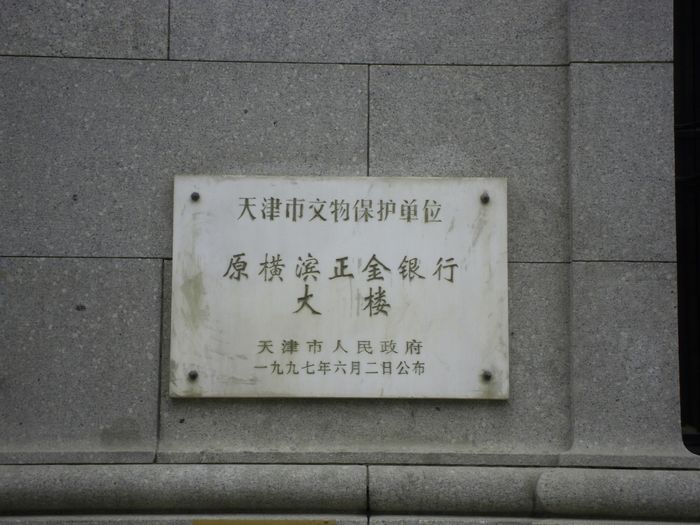 天津市文物保护单位
原横滨正金银行
大楼
天津市人民政府
一九九七年六月二日公布